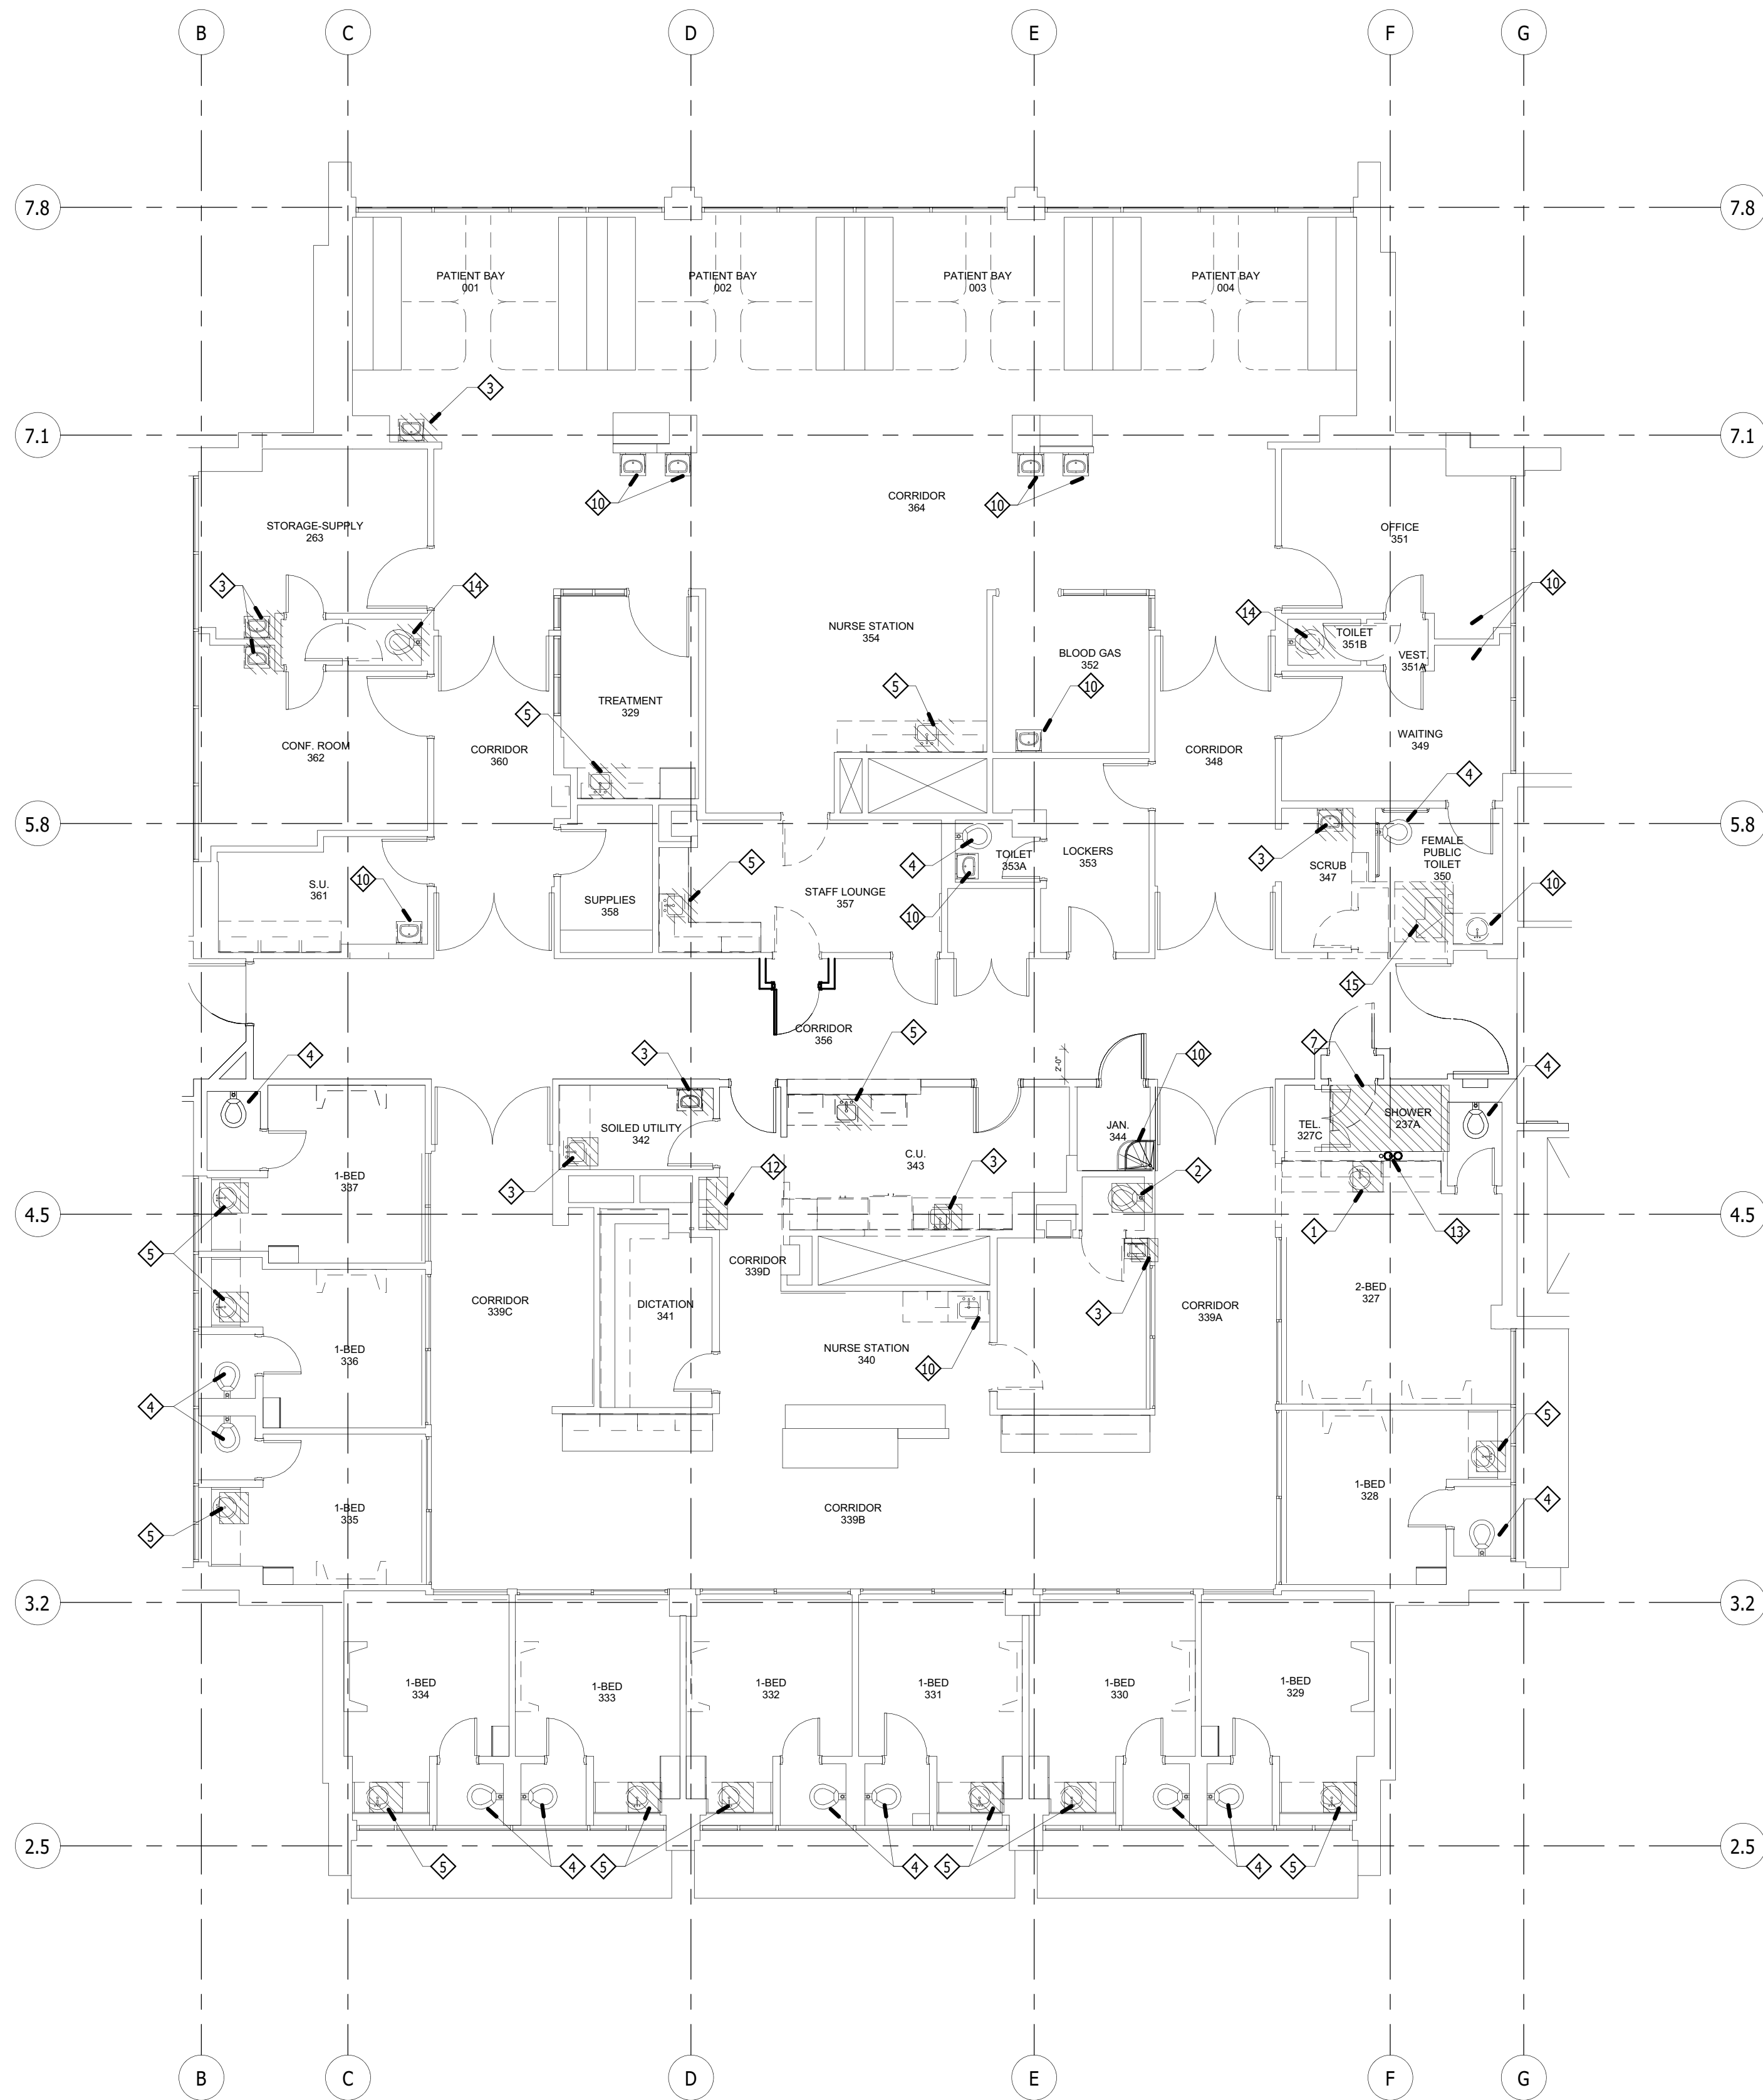 B
C
D
E
F
G
7.8
7.8
PATIENT BAY
001
PATIENT BAY
002
PATIENT BAY
003
PATIENT BAY
004
3
7.1
7.1
10
10
CORRIDOR
364
STORAGE-SUPPLY
263
OFFICE
351
3
14
10
14
NURSE STATION
354
TOILET
351B
VEST.
351A
BLOOD GAS
352
5
10
TREATMENT
329
5
CONF. ROOM
362
CORRIDOR
360
CORRIDOR
348
WAITING
349
4
5.8
5.8
S.U.
361
10
SUPPLIES
358
5
STAFF LOUNGE
357
4
TOILET
353A
10
LOCKERS
353
3
SCRUB
347
FEMALE
PUBLIC
TOILET
350
10
15
CORRIDOR
356
5
2'-0"
10
7
4
3
4
SOILED UTILITY
342
3
12
C.U.
343
3
JAN.
344
2
TEL.
327C
SHOWER
237A
1-BED
337
4.5
4.5
5
1
13
CORRIDOR
339D
CORRIDOR
339C
DICTATION
341
NURSE STATION
340
10
3
CORRIDOR
339A
2-BED
327
1-BED
336
4
5
1-BED
335
5
CORRIDOR
339B
1-BED
328
4
3.2
3.2
1-BED
334
1-BED
333
1-BED
332
1-BED
331
1-BED
330
1-BED
329
2.5
2.5
5
4
5
4
5
4
5
B
C
D
E
F
G